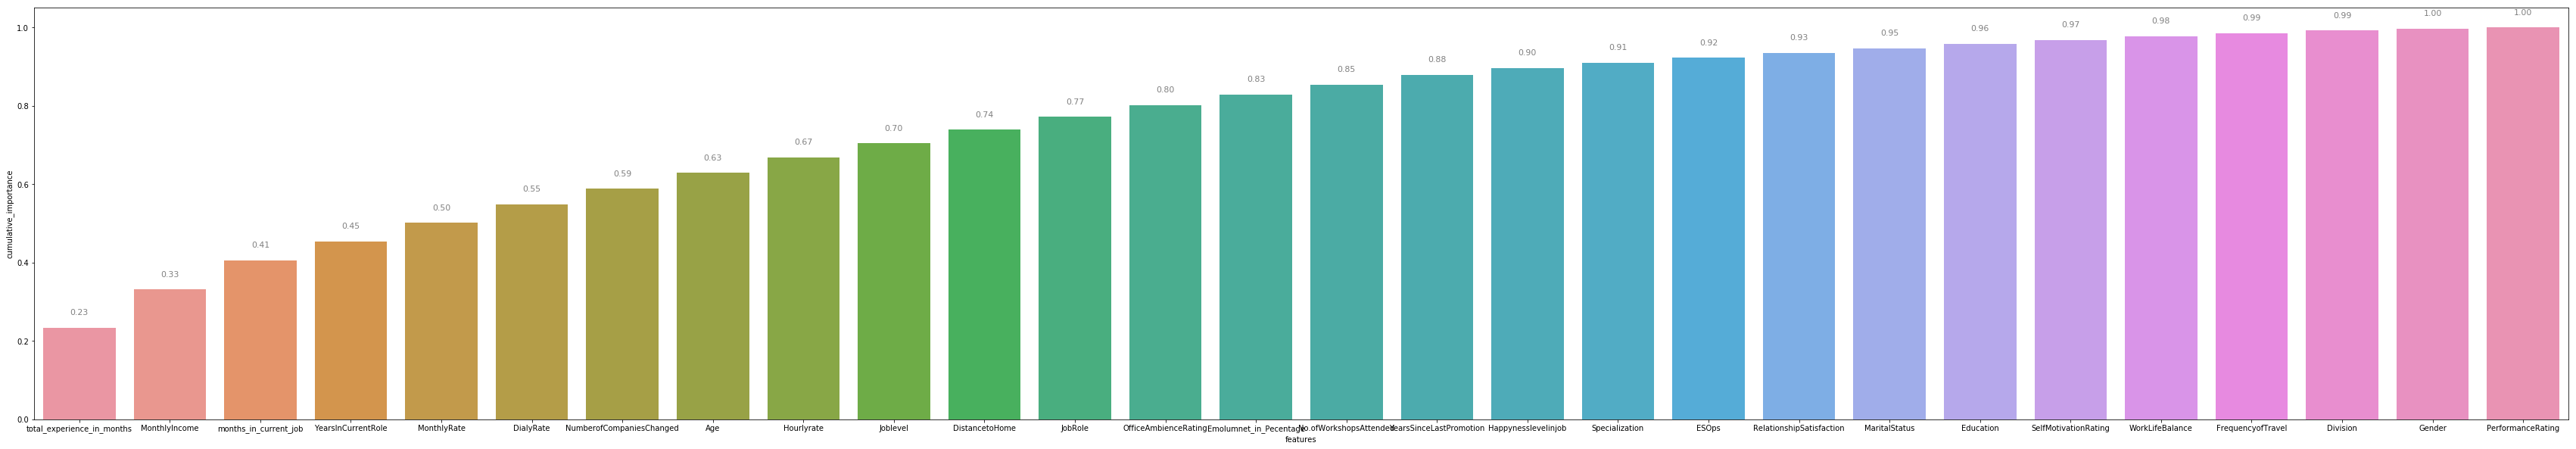 cumulative_importance
1.0
0.8
0.6
0.4
0.2
0.0
0.23
0.33
0.41
0.45
0.50
0.55
0.59
0.63
0.67
0.70
0.74
0.77
0.80
0.83
0.85
0.88
0.90
0.91
0.92
0.93
0.95
0.96
0.97
0.98
0.99
0.99
1.00
1.00
total_experience_in_months
MonthlyIncome
months_in_current_job
YearsInCurrentRole
MonthlyRate
DialyRate
NumberofCompaniesChanged
Age
Hourlyrate
Joblevel
DistancetoHome
JobRole
OfficeAmbienceRating
Emolumnet_in_Pecentage
No.ofWorkshopsAttended
YearsSinceLastPromotion
Happynesslevelinjob
Specialization
ESOps
RelationshipSatisfaction
MaritalStatus
Education
SelfMotivationRating
WorkLifeBalance
FrequencyofTravel
Division
Gender
PerformanceRating
features